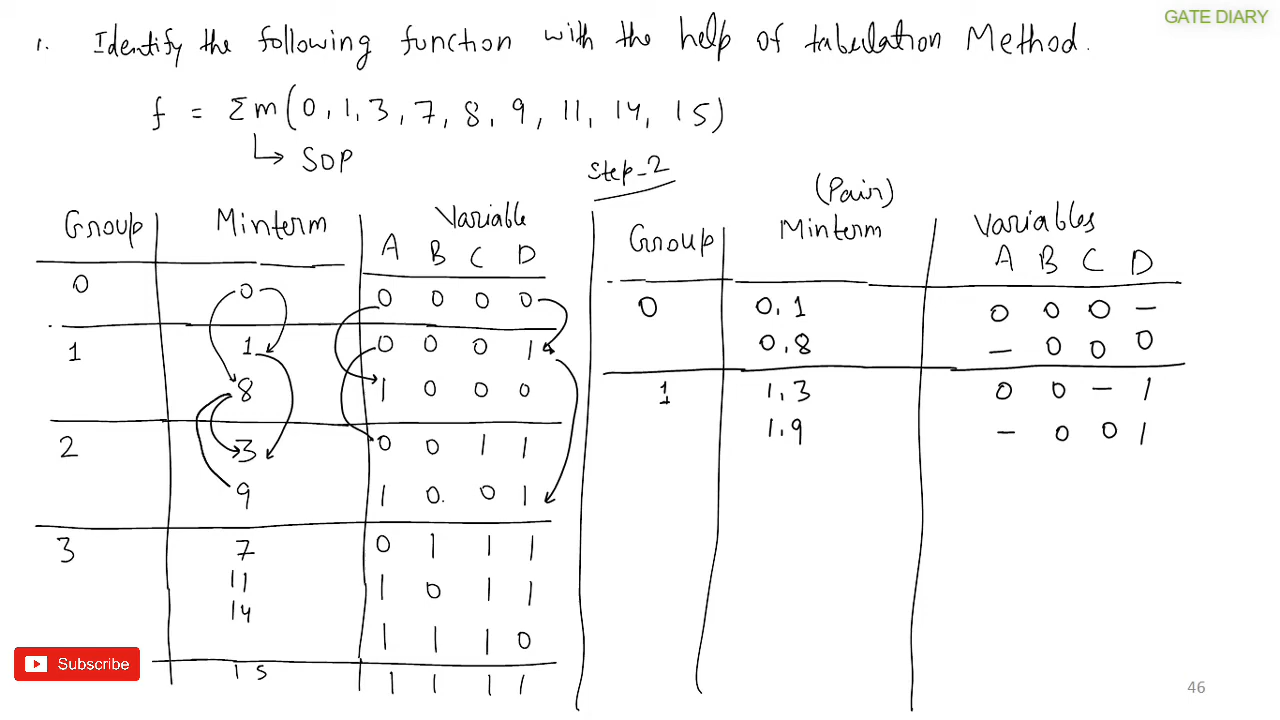 GATE DIARY
1. Identify the following function with the help of tabulation Method.
f = Σm(0, 1, 3, 7, 8, 9, 11, 14, 15)
↳ SOP
Step-2
Group Minterm Variable
A B C D
0 0 0 0 0 0
1 1 0 0 0 1
8 1 0 0 0
2 3 0 0 1 1
9 1 0 0 1
3 7 0 1 1 1
11 1 0 1 1
14 1 1 1 0
15 1 1 1 1
(Pair)
Group Minterm Variables
A B C D
0 0,1 0 0 0 –
0,8 – 0 0 0
1 1,3 0 0 – 1
1,9 – 0 0 1
Subscribe
46